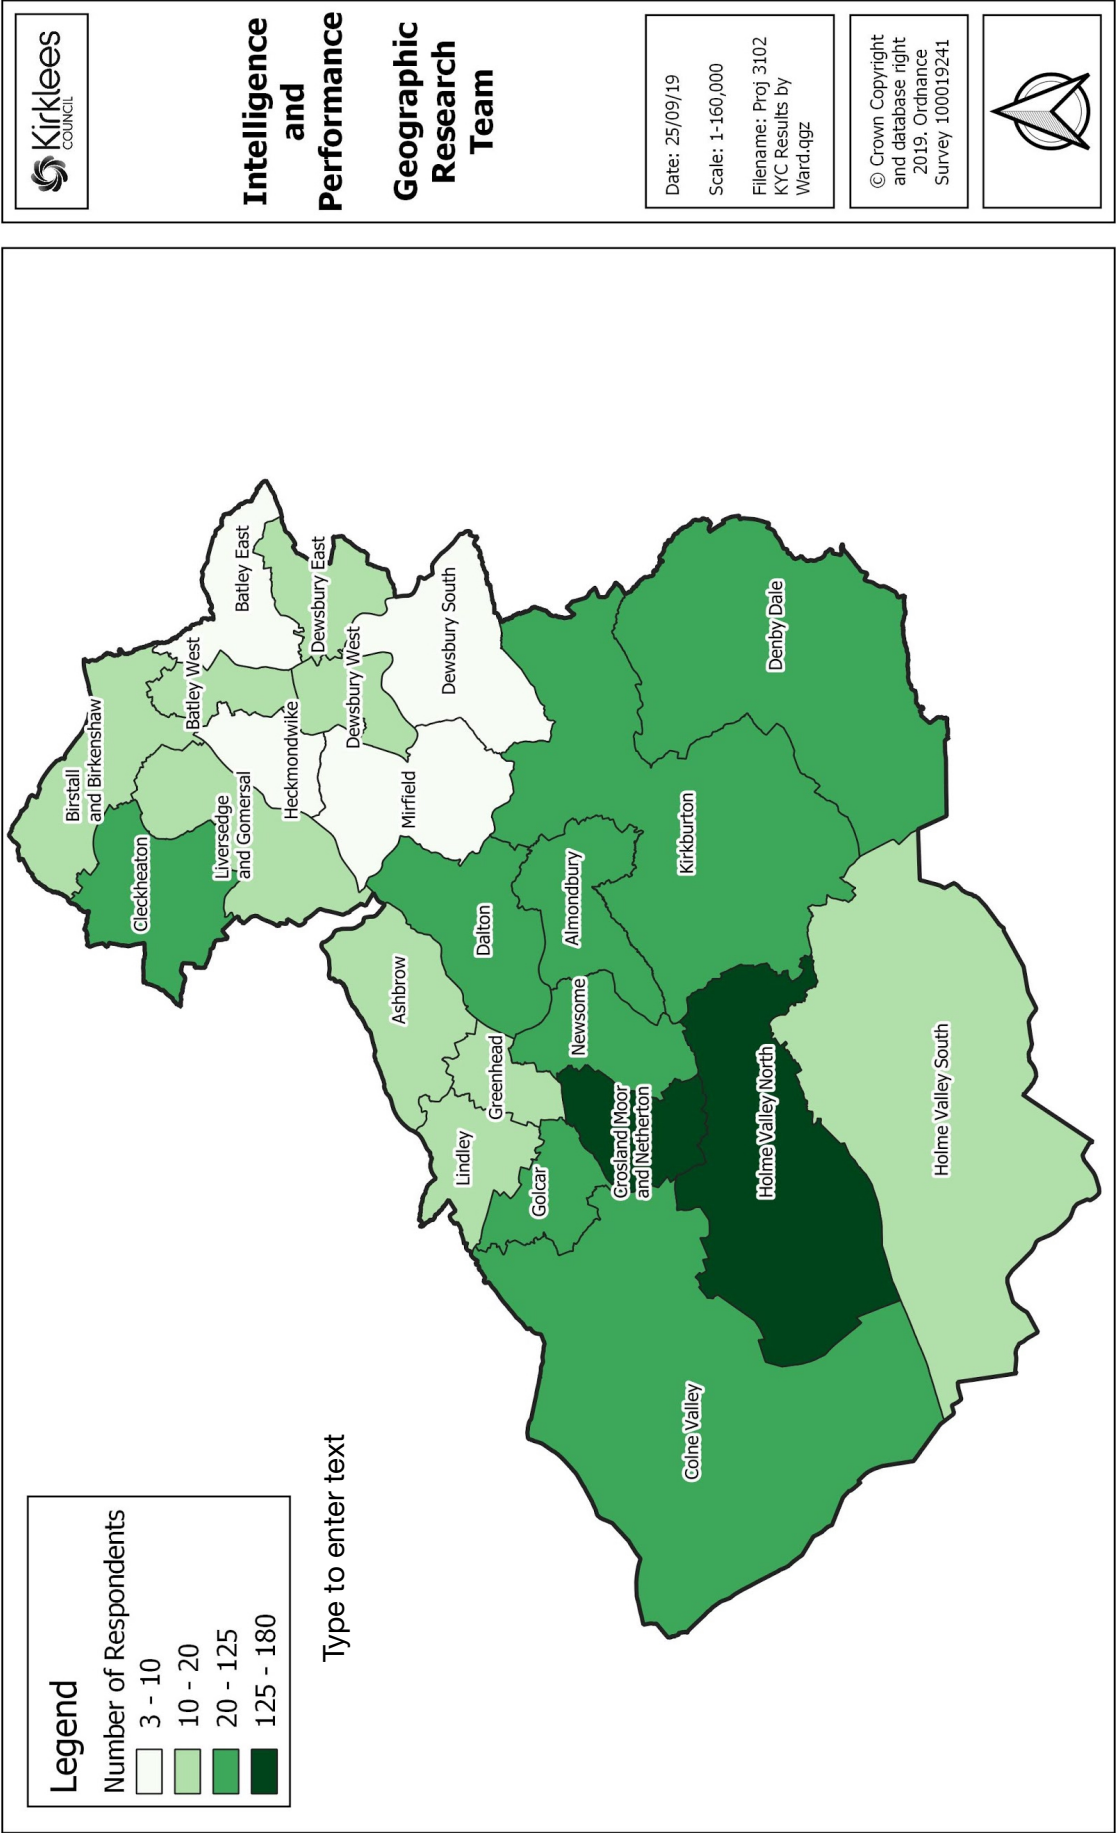 Legend
Number of Respondents
3 - 10
10 - 20
20 - 125
125 - 180
Type to enter text
Birstall
and Birkenshaw
Cleckheaton
Batley West
Batley East
Liversedge
and Gomersal
Heckmondwike
Dewsbury East
Dewsbury West
Mirfield
Dewsbury South
Ashbrow
Dalton
Lindley
Greenhead
Golcar
Newsome
Almondbury
Crosland Moor
and Netherton
Kirkburton
Denby Dale
Colne Valley
Holme Valley North
Holme Valley South
Kirklees
COUNCIL
Intelligence
and
Performance
Geographic
Research
Team
Date: 25/09/19
Scale: 1-160,000
Filename: Proj 3102
KYC Results by
Ward.qgz
© Crown Copyright
and database right
2019. Ordnance
Survey 100019241